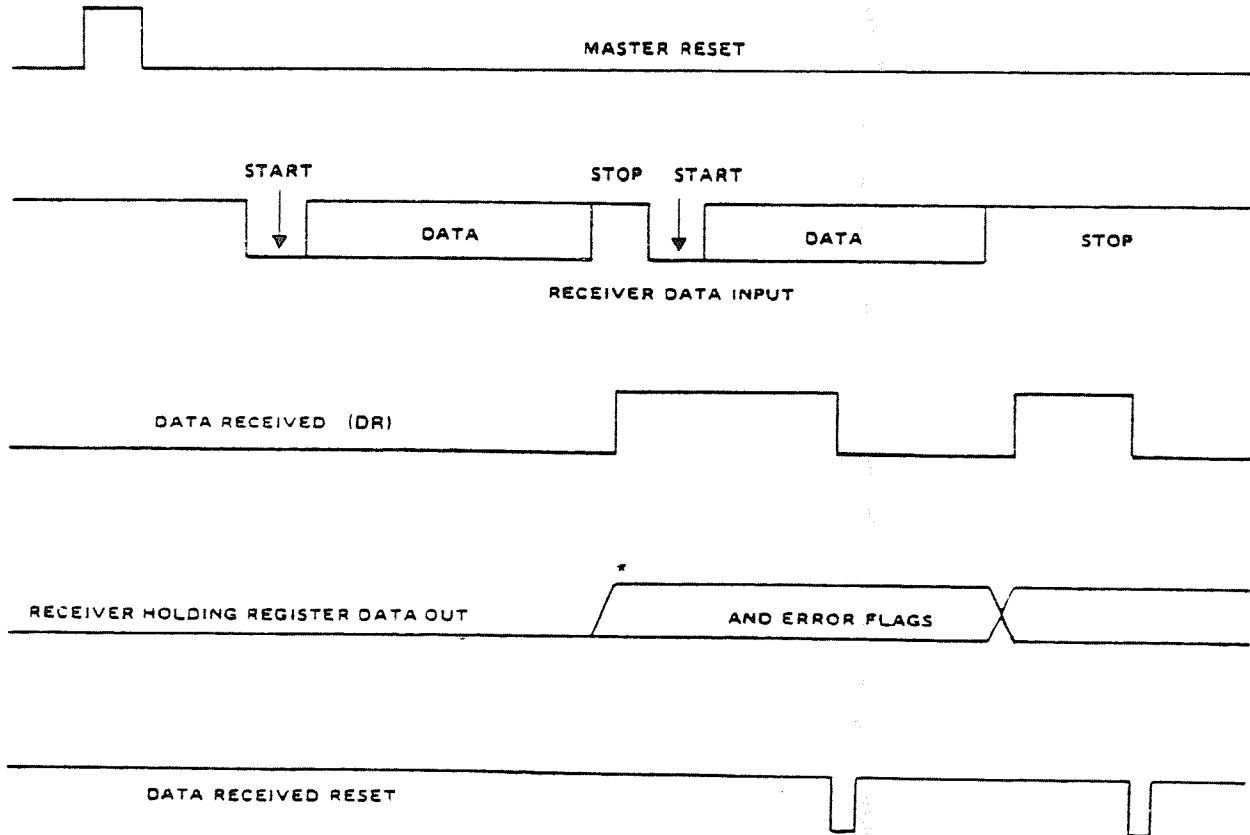 MASTER RESET
START
STOP START
DATA
DATA
STOP
RECEIVER DATA INPUT
DATA RECEIVED (DR)
*
RECEIVER HOLDING REGISTER DATA OUT
AND ERROR FLAGS
DATA RECEIVED RESET